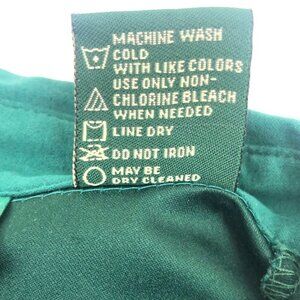 MACHINE WASH
COLD
WITH LIKE COLORS
USE ONLY NON-
CHLORINE BLEACH
WHEN NEEDED
LINE DRY
DO NOT IRON
MAY BE
DRY CLEANED